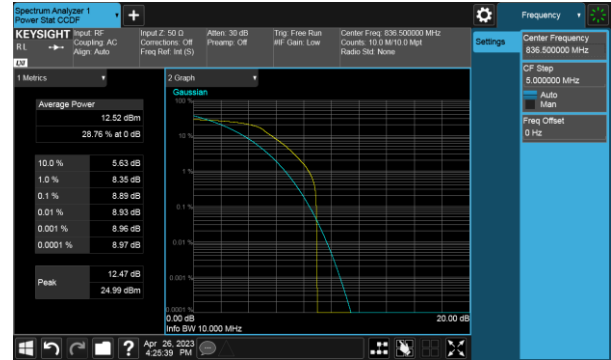 Spectrum Analyzer 1
Power Stat CCDF
+
Frequency
KEYSIGHT
RL
LXI
Input: RF
Coupling: AC
Align: Auto
Input Z: 50 Ω
Corrections: Off
Freq Ref: Int (S)
Atten: 30 dB
Preamp: Off
Trig: Free Run
#IF Gain: Low
Center Freq: 836.500000 MHz
Counts: 10.0 M/10.0 Mpt
Radio Std: None
Settings
Center Frequency
836.500000 MHz
CF Step
5.000000 MHz
Auto
Man
Freq Offset
0 Hz
1 Metrics
Average Power
12.52 dBm
28.76 % at 0 dB
10.0 % 5.63 dB
1.0 % 8.35 dB
0.1 % 8.89 dB
0.01 % 8.93 dB
0.001 % 8.96 dB
0.0001 % 8.97 dB
Peak
12.47 dB
24.99 dBm
2 Graph
Gaussian
100 %
10 %
1 %
0.1 %
0.01 %
0.001 %
0.0001 %
0.00 dB 20.00 dB
Info BW 10.000 MHz
?
Apr 26, 2023
4:25:39 PM